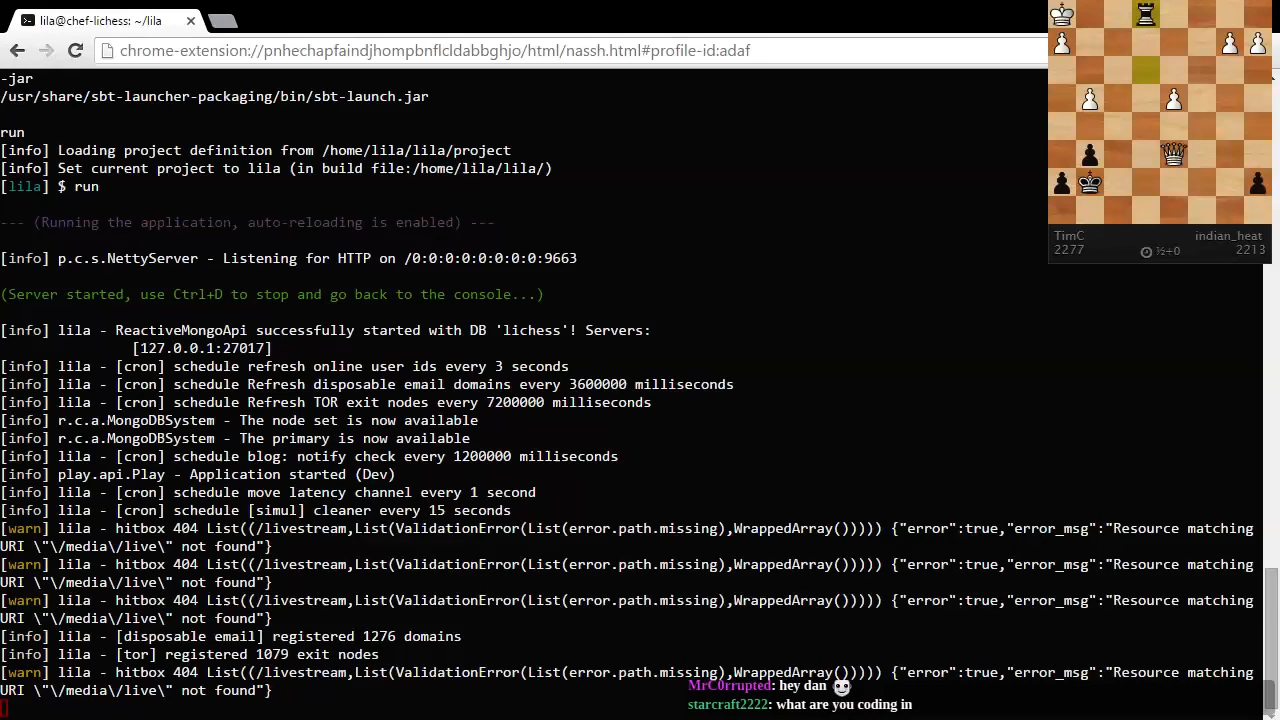 lila@chef-lichess: ~/lila
chrome-extension://pnhechapfaindjhompbnflcldabbghjo/html/nassh.html#profile-id:adaf
-jar
/usr/share/sbt-launcher-packaging/bin/sbt-launch.jar
run
[info] Loading project definition from /home/lila/lila/project
[info] Set current project to lila (in build file:/home/lila/lila/)
[lila] $ run
--- (Running the application, auto-reloading is enabled) ---
[info] p.c.s.NettyServer - Listening for HTTP on /0:0:0:0:0:0:0:0:9663
(Server started, use Ctrl+D to stop and go back to the console...)
[info] lila - ReactiveMongoApi successfully started with DB 'lichess'! Servers:
[127.0.0.1:27017]
[info] lila - [cron] schedule refresh online user ids every 3 seconds
[info] lila - [cron] schedule Refresh disposable email domains every 3600000 milliseconds
[info] lila - [cron] schedule Refresh TOR exit nodes every 7200000 milliseconds
[info] r.c.a.MongoDBSystem - The node set is now available
[info] r.c.a.MongoDBSystem - The primary is now available
[info] lila - [cron] schedule blog: notify check every 1200000 milliseconds
[info] play.api.Play - Application started (Dev)
[info] lila - [cron] schedule move latency channel every 1 second
[info] lila - [cron] schedule [simul] cleaner every 15 seconds
[warn] lila - hitbox 404 List((/livestream,List(ValidationError(List(error.path.missing),WrappedArray())))) {"error":true,"error_msg":"Resource matching
URI \"\/media\/live\" not found"}
[warn] lila - hitbox 404 List((/livestream,List(ValidationError(List(error.path.missing),WrappedArray())))) {"error":true,"error_msg":"Resource matching
URI \"\/media\/live\" not found"}
[warn] lila - hitbox 404 List((/livestream,List(ValidationError(List(error.path.missing),WrappedArray())))) {"error":true,"error_msg":"Resource matching
URI \"\/media\/live\" not found"}
[info] lila - [disposable email] registered 1276 domains
[info] lila - [tor] registered 1079 exit nodes
[warn] lila - hitbox 404 List((/livestream,List(ValidationError(List(error.path.missing),WrappedArray())))) {"error":true,"error_msg":"Resource matching
URI \"\/media\/live\" not found"}
TimC indian_heat
2277 ½+0 2213
MrC0rrupted: hey dan
starcraft2222: what are you coding in